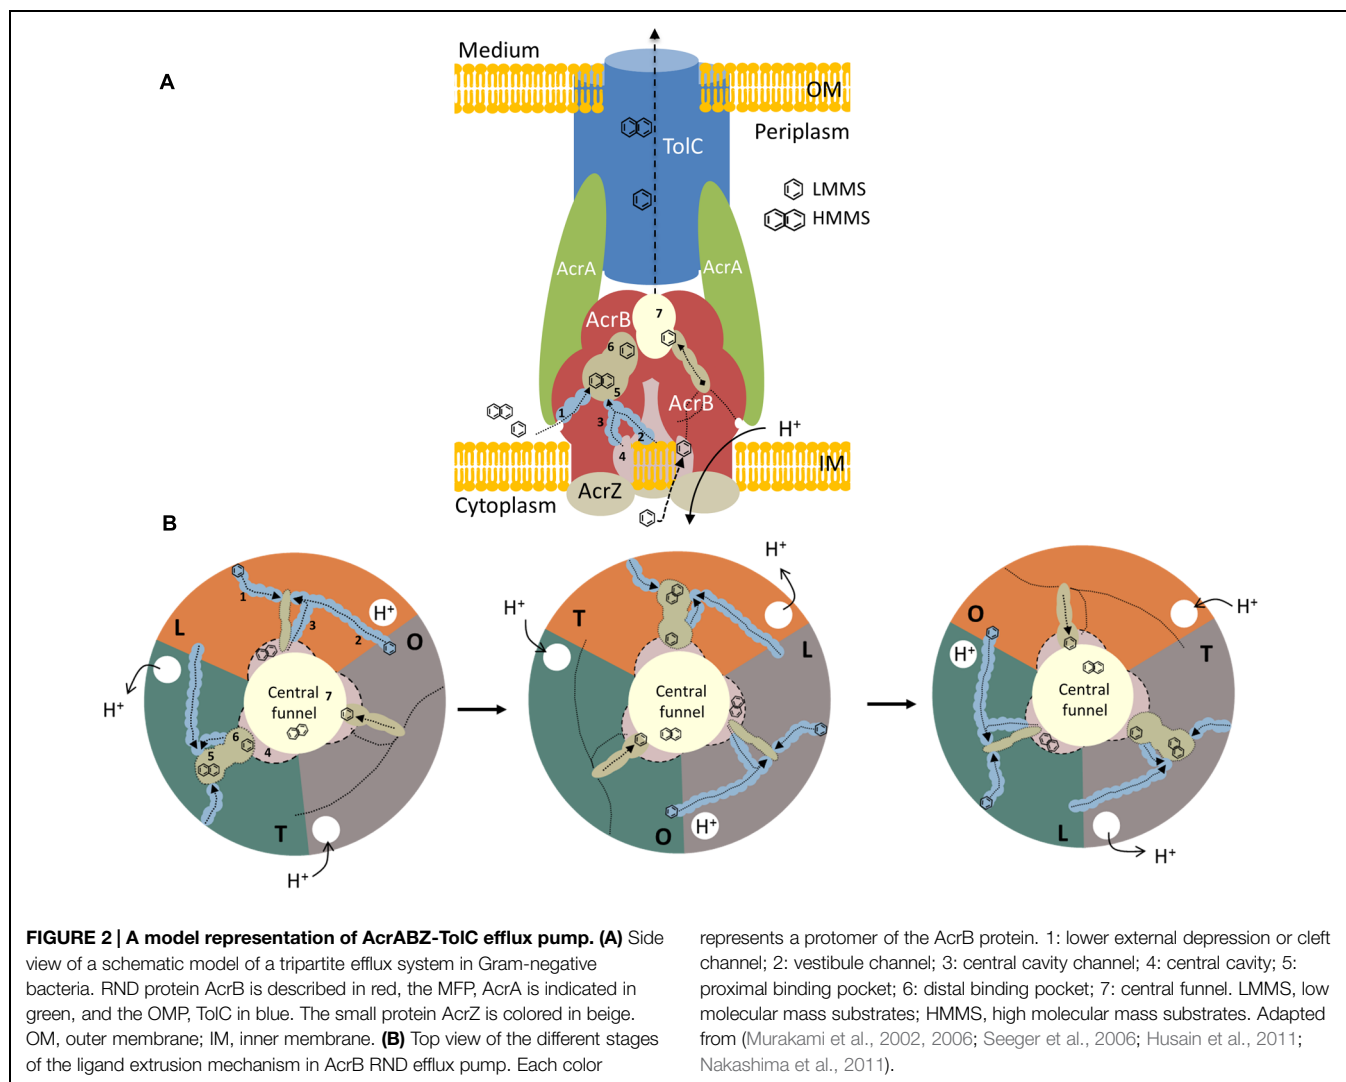 A
Medium
OM
Periplasm
TolC
LMMS
HMMS
AcrA
AcrA
7
AcrB
6
5
AcrB
1
3
2
H+
4
IM
AcrZ
Cytoplasm
B
H+
1
H+
L
3
2
O
H+
Central
funnel
7
6
5
4
T
H+
H+
H+
T
L
Central
funnel
O
H+
O
H+
H+
T
Central
funnel
L
H+
FIGURE 2 | A model representation of AcrABZ-TolC efflux pump. (A) Side
view of a schematic model of a tripartite efflux system in Gram-negative
bacteria. RND protein AcrB is described in red, the MFP, AcrA is indicated in
green, and the OMP, TolC in blue. The small protein AcrZ is colored in beige.
OM, outer membrane; IM, inner membrane. (B) Top view of the different stages
of the ligand extrusion mechanism in AcrB RND efflux pump. Each color
represents a protomer of the AcrB protein. 1: lower external depression or cleft
channel; 2: vestibule channel; 3: central cavity channel; 4: central cavity; 5:
proximal binding pocket; 6: distal binding pocket; 7: central funnel. LMMS, low
molecular mass substrates; HMMS, high molecular mass substrates. Adapted
from (Murakami et al., 2002, 2006; Seeger et al., 2006; Husain et al., 2011;
Nakashima et al., 2011).